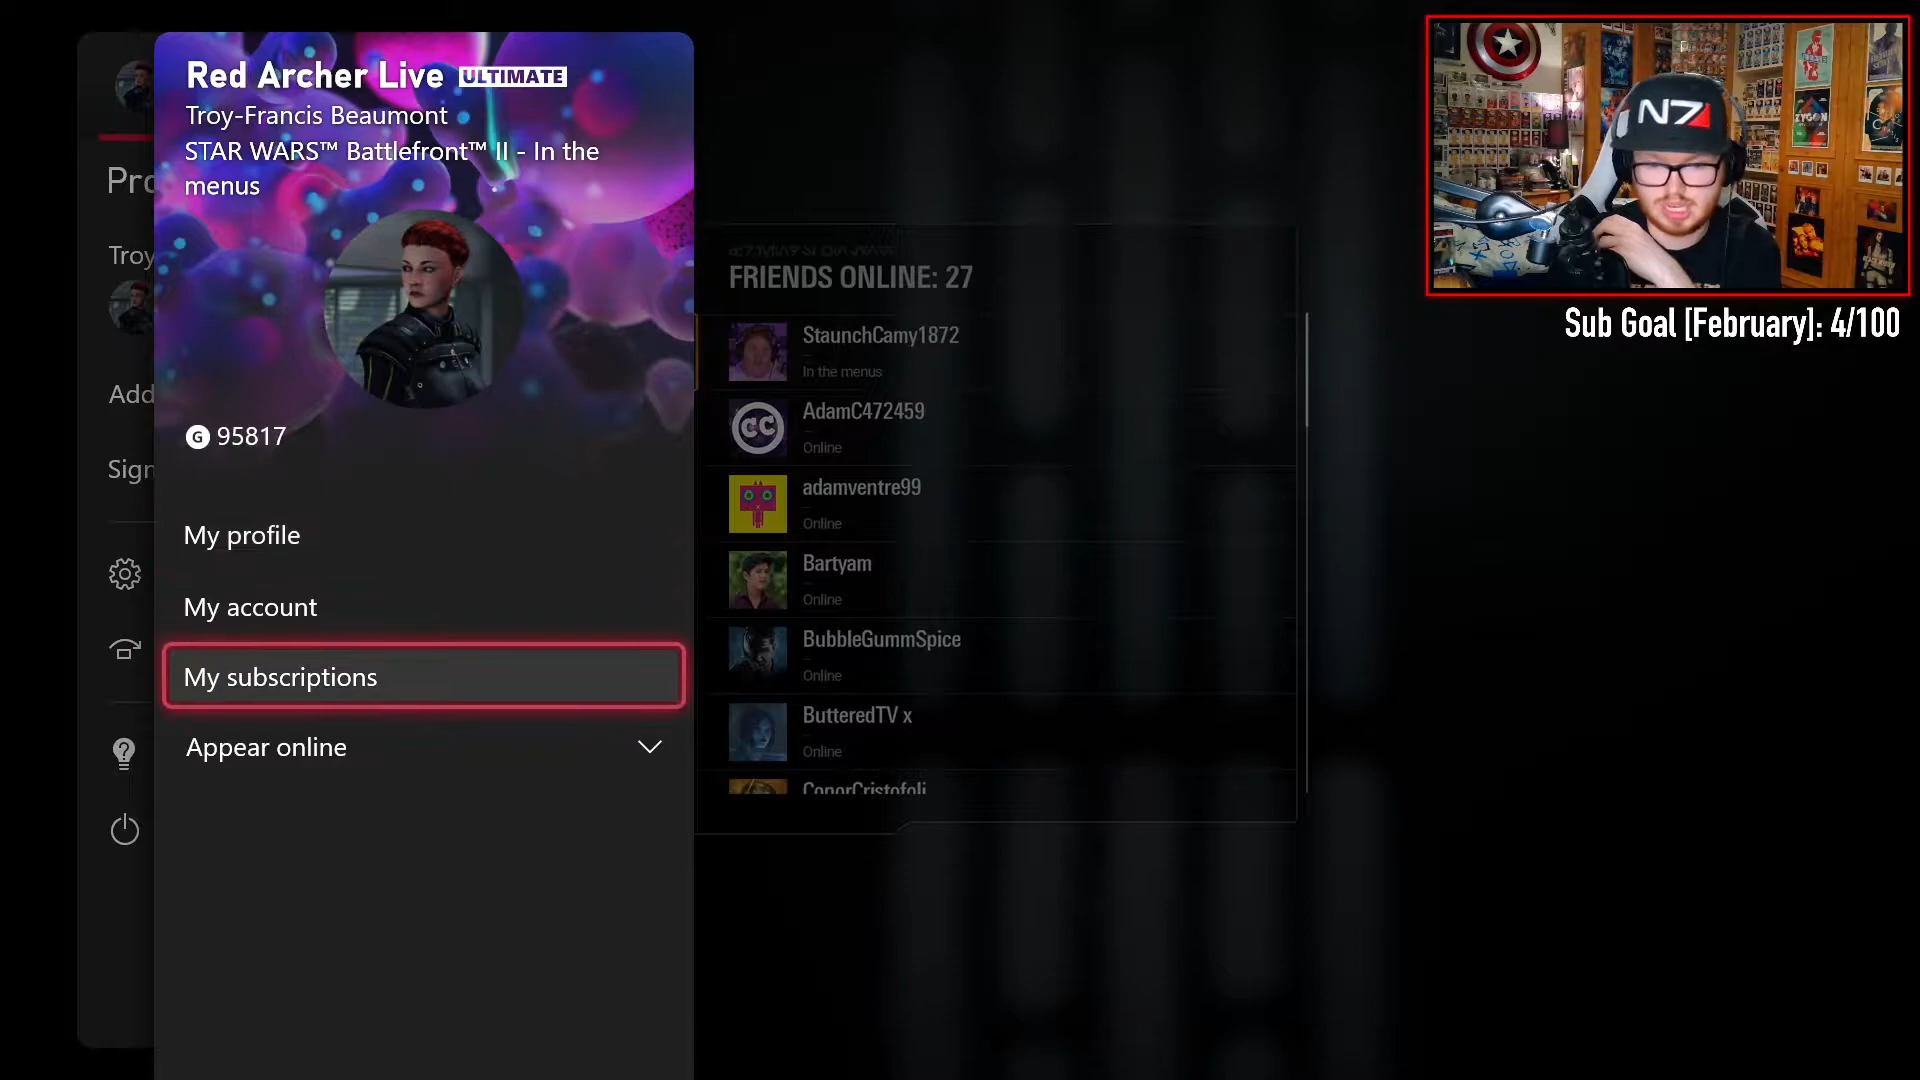 Red Archer Live ULTIMATE
Troy-Francis Beaumont
STAR WARS™ Battlefront™ II - In the
menus
G 95817
My profile
My account
My subscriptions
Appear online
Pro
Troy
Add
Sign
FRIENDS ONLINE: 27
StaunchCamy1872
In the menus
AdamC472459
Online
adamventre99
Online
Bartyam
Online
BubbleGummSpice
Online
ButteredTV x
Online
ConorCristofoli
CC
N7
ZYGON
Sub Goal [February]: 4/100